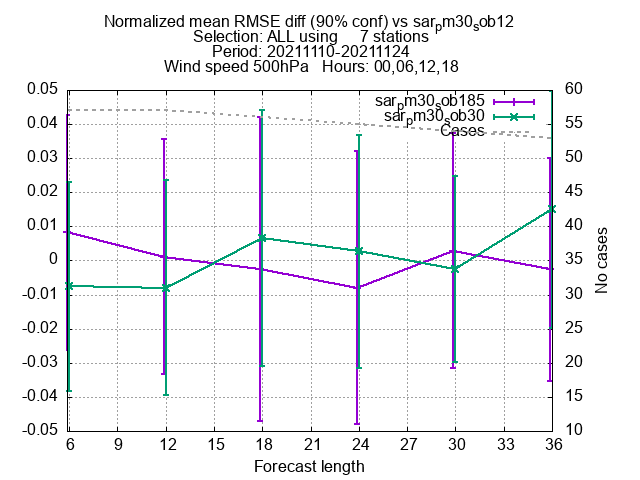 Normalized mean RMSE diff (90% conf) vs sarpm30sob12
Selection: ALL using 7 stations
Period: 20211110-20211124
Wind speed 500hPa Hours: 00,06,12,18
0.05 60
sarpm30sob185
0.04 sarpm30sob30 55
Cases
0.03 50
0.02 45
0.01 40
0 35
-0.01 30
-0.02 25
-0.03 20
-0.04 15
-0.05 10
No cases
6 9 12 15 18 21 24 27 30 33 36
Forecast length